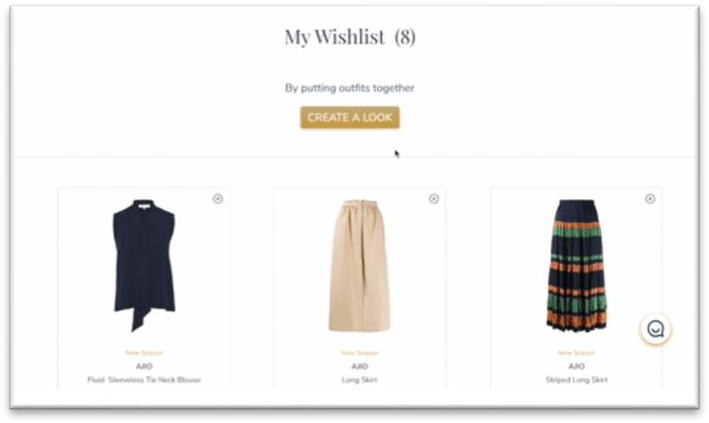 My Wishlist (8)
By putting outfits together
CREATE A LOOK
New Season
New Season
New Season
AJIO
AJIO
AJIO
Fluid Sleeveless Tie Neck Blouse
Long Skirt
Striped Long Skirt